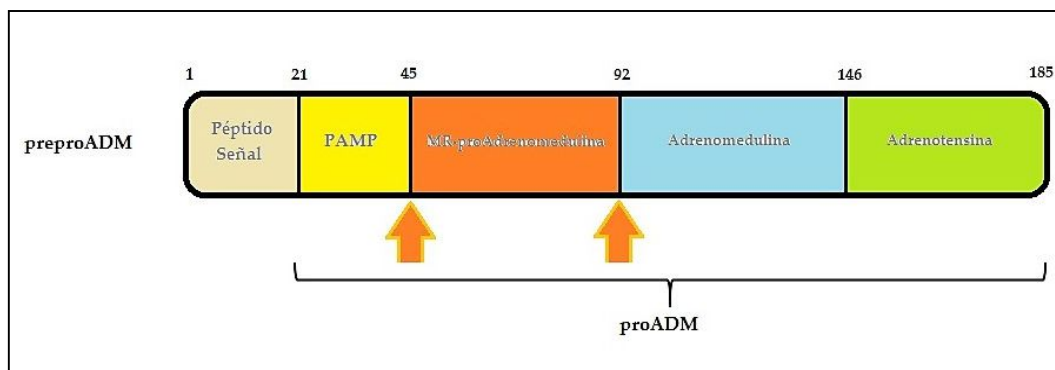 1 21 45 92 146 185
preproADM
Péptido
Señal
PAMP
MR-proAdrenomedulina
Adrenomedulina
Adrenotensina
proADM